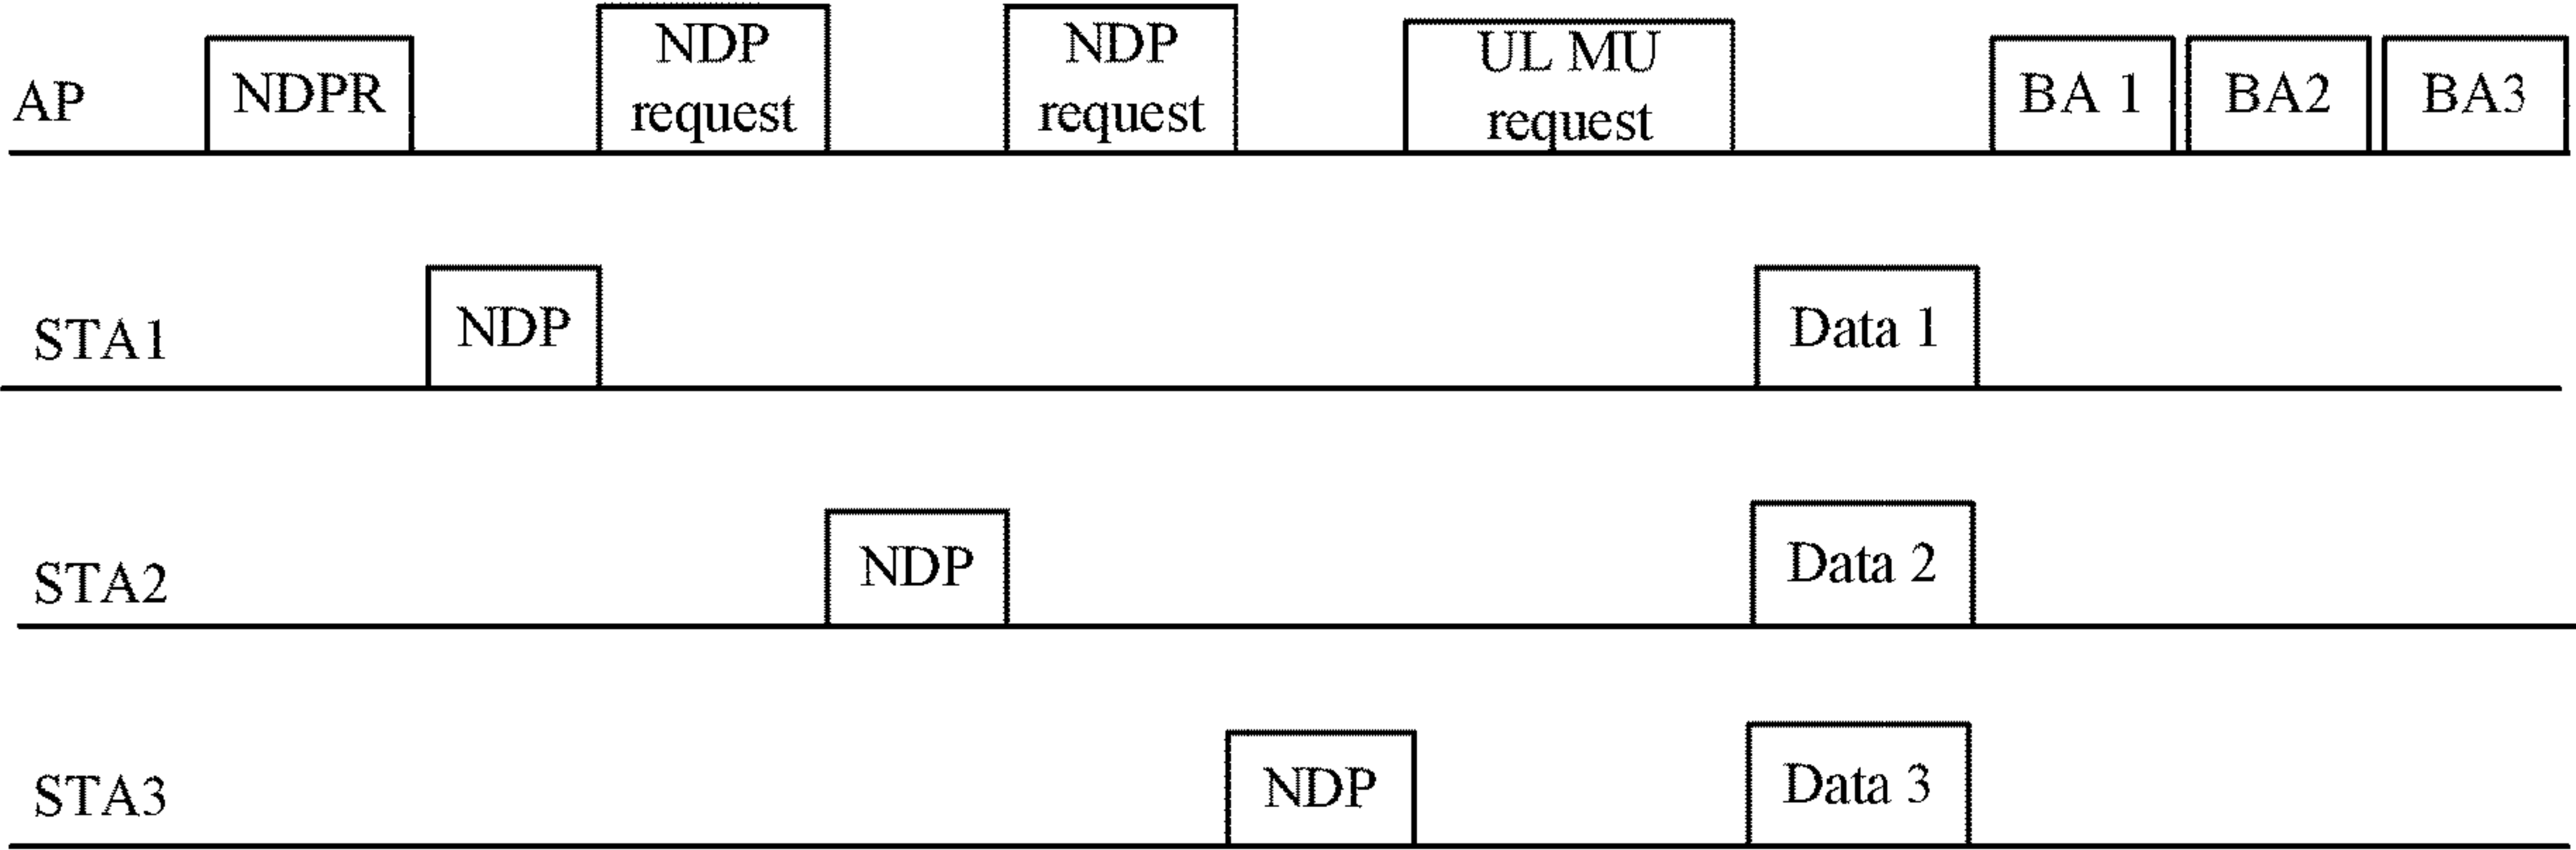 AP
NDPR
NDP
request
NDP
request
UL MU
request
BA 1
BA2
BA3
STA1
NDP
Data 1
STA2
NDP
Data 2
STA3
NDP
Data 3